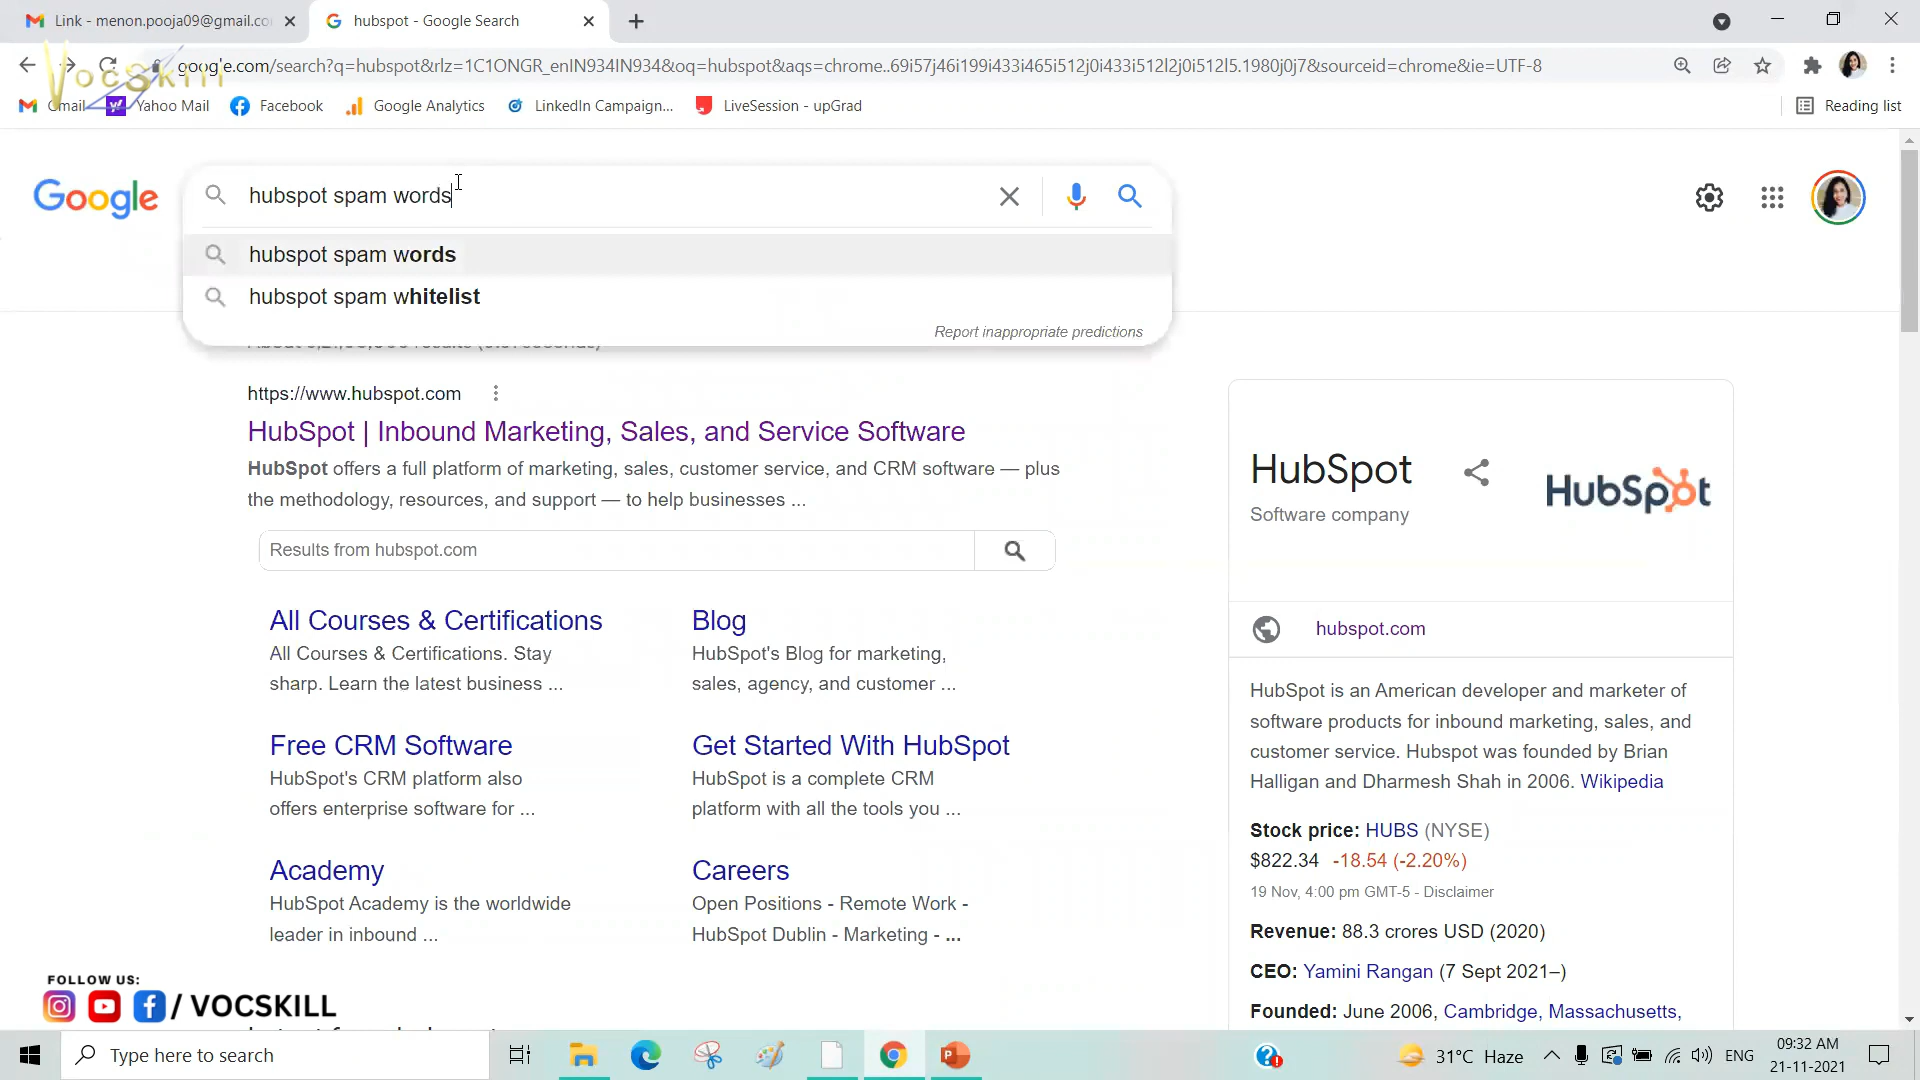 Link - menon.pooja09@gmail.co
hubspot - Google Search
google.com/search?q=hubspot&rlz=1C1ONGR_enIN934IN934&oq=hubspot&aqs=chrome..69i57j46i199i433i465i512j0i433i512l2j0i512l5.1980j0j7&sourceid=chrome&ie=UTF-8
VocSkill
Gmail
Yahoo Mail
Facebook
Google Analytics
LinkedIn Campaign...
LiveSession - upGrad
Reading list
Google
hubspot spam words
hubspot spam words
hubspot spam whitelist
Report inappropriate predictions
https://www.hubspot.com
HubSpot | Inbound Marketing, Sales, and Service Software
HubSpot offers a full platform of marketing, sales, customer service, and CRM software — plus
the methodology, resources, and support — to help businesses ...
Results from hubspot.com
All Courses & Certifications
All Courses & Certifications. Stay
sharp. Learn the latest business ...
Blog
HubSpot's Blog for marketing,
sales, agency, and customer ...
Free CRM Software
HubSpot's CRM platform also
offers enterprise software for ...
Get Started With HubSpot
HubSpot is a complete CRM
platform with all the tools you ...
Academy
HubSpot Academy is the worldwide
leader in inbound ...
Careers
Open Positions - Remote Work -
HubSpot Dublin - Marketing - ...
HubSpot
Software company
HubSpot
hubspot.com
HubSpot is an American developer and marketer of
software products for inbound marketing, sales, and
customer service. Hubspot was founded by Brian
Halligan and Dharmesh Shah in 2006. Wikipedia
Stock price: HUBS (NYSE)
$822.34 -18.54 (-2.20%)
19 Nov, 4:00 pm GMT-5 - Disclaimer
Revenue: 88.3 crores USD (2020)
CEO: Yamini Rangan (7 Sept 2021–)
Founded: June 2006, Cambridge, Massachusetts,
FOLLOW US:
/ VOCSKILL
Type here to search
31°C Haze
ENG
09:32 AM
21-11-2021